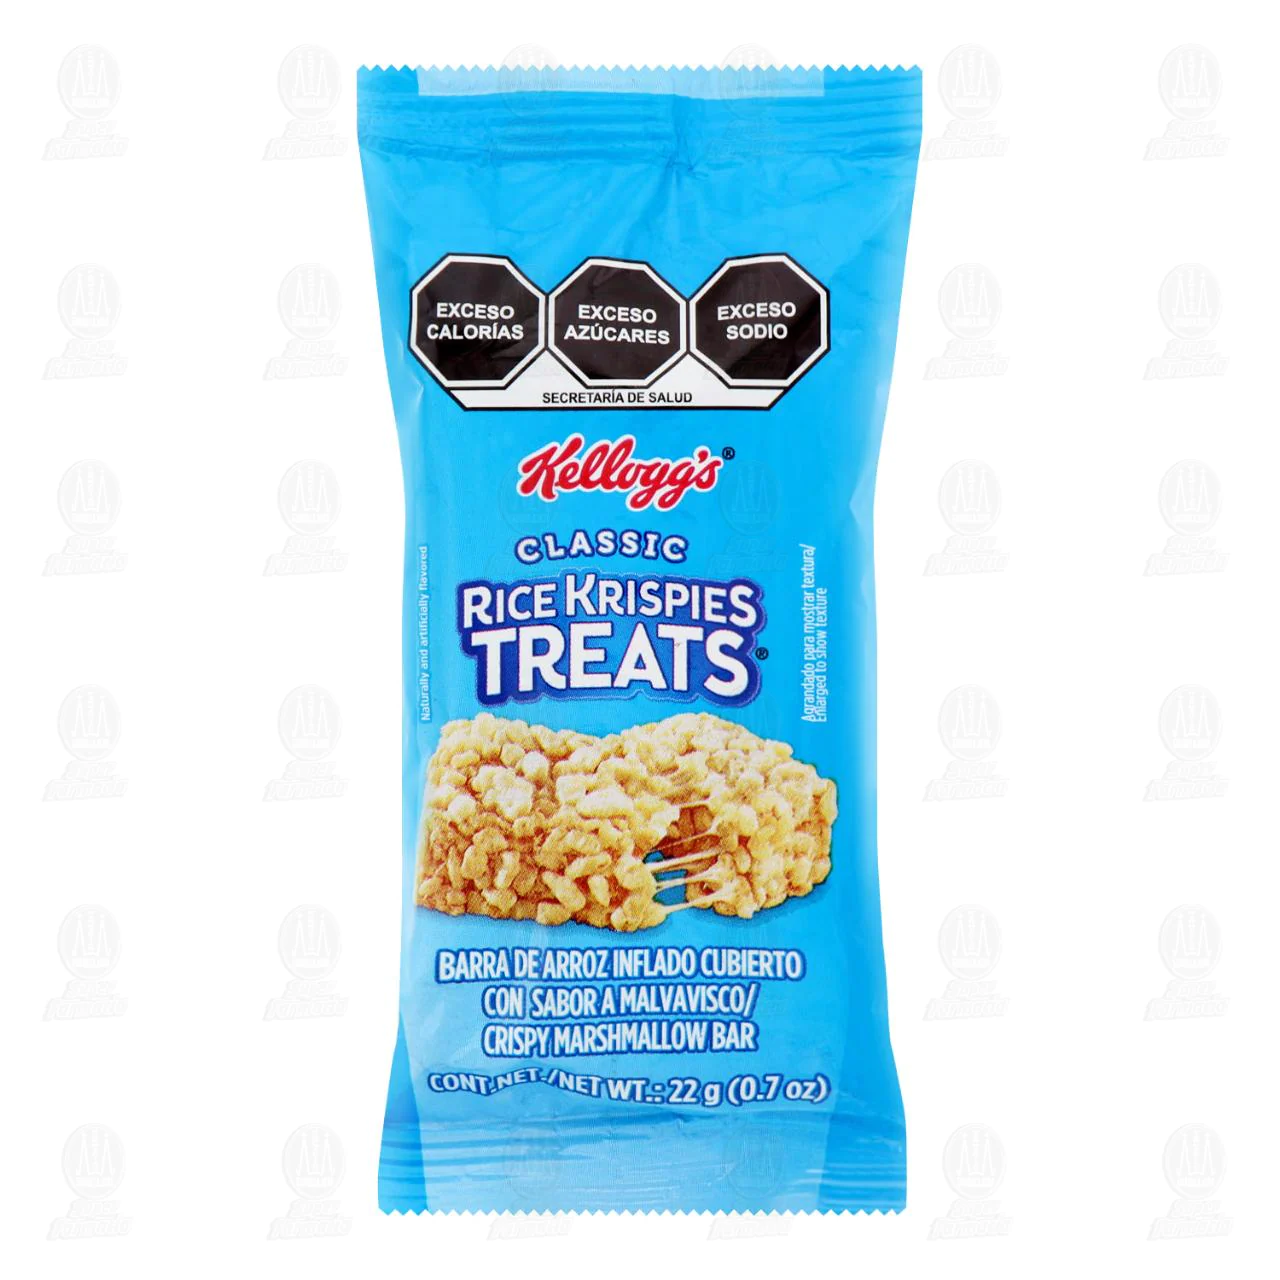 EXCESO
CALORÍAS
EXCESO
AZÚCARES
EXCESO
SODIO
SECRETARÍA DE SALUD
Kellogg's®
CLASSIC
RICE KRISPIES
TREATS®
Naturally and artificially flavored
Agrandado para mostrar textura/
Enlarged to show texture
BARRA DE ARROZ INFLADO CUBIERTO
CON SABOR A MALVAVISCO/
CRISPY MARSHMALLOW BAR
CONT. NET./NET WT.: 22 g (0.7 oz)